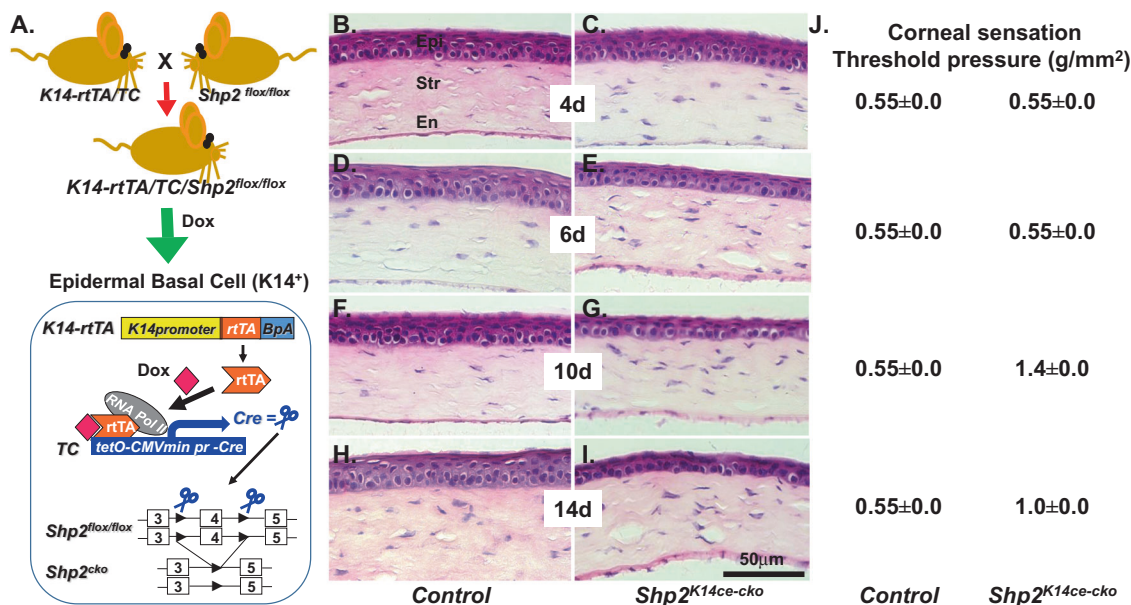 A.
X
K14-rtTA/TC
Shp2 flox/flox
K14-rtTA/TC/Shp2flox/flox
Dox
Epidermal Basal Cell (K14+)
K14-rtTA
K14promoter
rtTA
BpA
Dox
rtTA
RNA Pol II
rtTA
Cre =
TC
tetO-CMVmin pr -Cre
3 4 5
Shp2flox/flox
3 4 5
Shp2cko
3 5
3 5
B.
Epi
Str
En
C.
4d
D.
E.
6d
F.
G.
10d
H.
I.
14d
50μm
Control
Shp2K14ce-cko
J.
Corneal sensation
Threshold pressure (g/mm2)
0.55±0.0 0.55±0.0
0.55±0.0 0.55±0.0
0.55±0.0 1.4±0.0
0.55±0.0 1.0±0.0
Control Shp2K14ce-cko